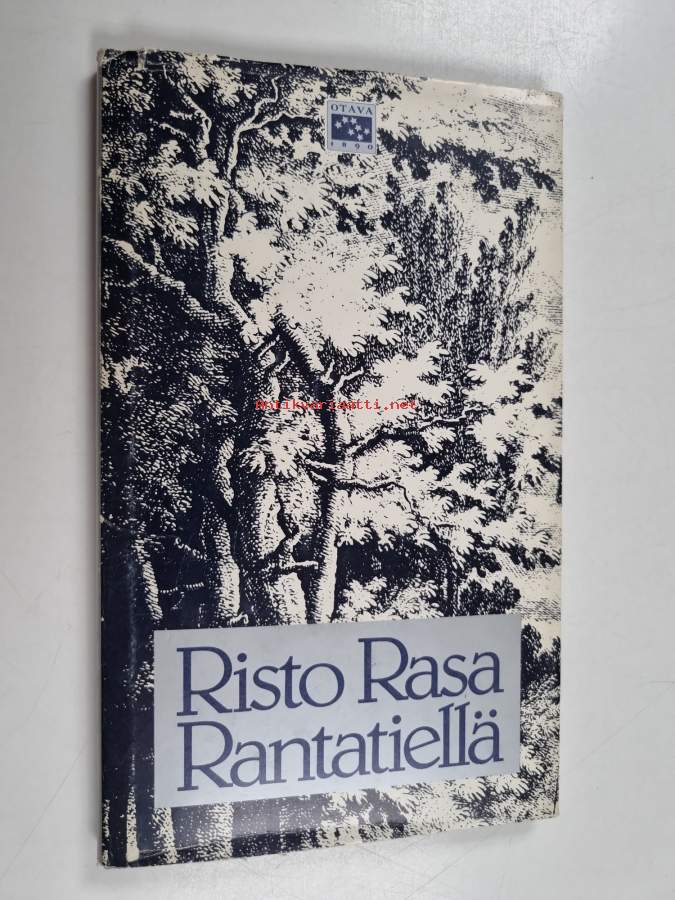 OTAVA
1890
Antikvariaatti.net
Risto Rasa
Rantatiellä